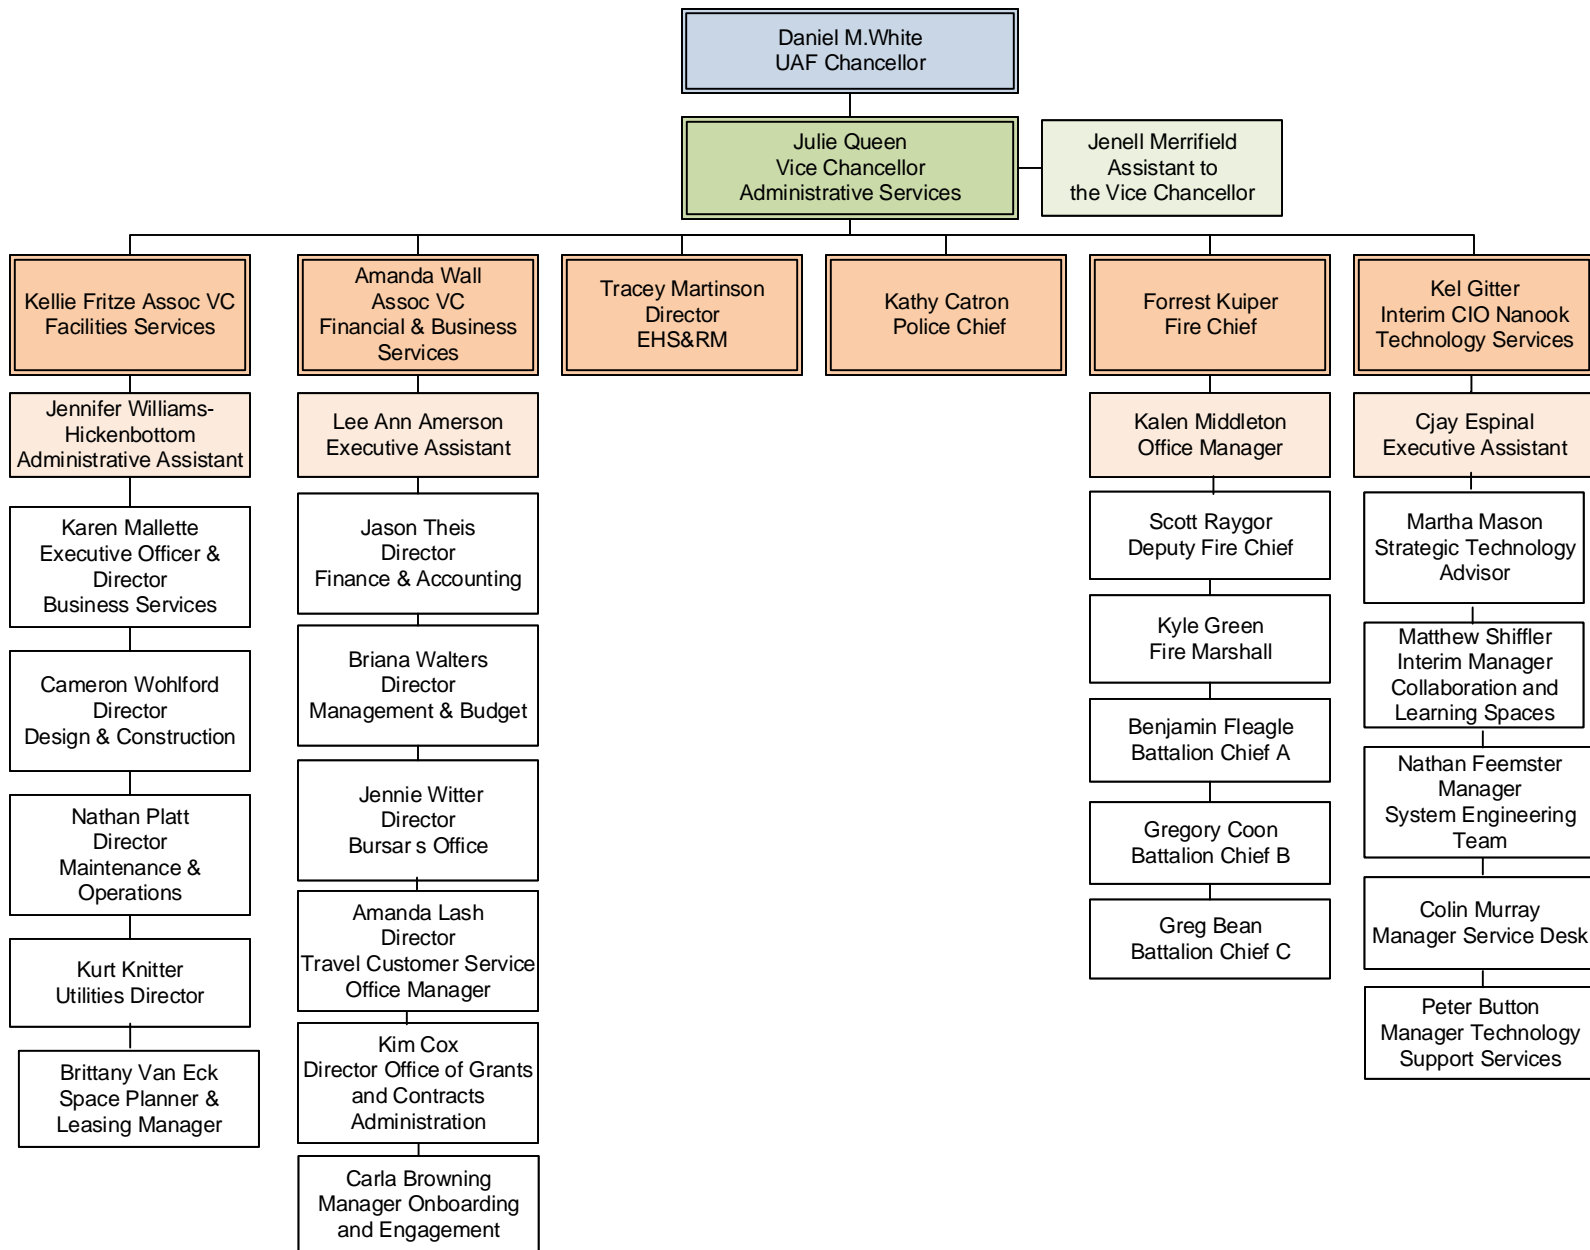 Daniel M.White
UAF Chancellor
Julie Queen
Vice Chancellor
Administrative Services
Jenell Merrifield
Assistant to
the Vice Chancellor
Kellie Fritze Assoc VC
Facilities Services
Amanda Wall
Assoc VC
Financial & Business
Services
Tracey Martinson
Director
EHS&RM
Kathy Catron
Police Chief
Forrest Kuiper
Fire Chief
Kel Gitter
Interim CIO Nanook
Technology Services
Jennifer Williams-
Hickenbottom
Administrative Assistant
Lee Ann Amerson
Executive Assistant
Kalen Middleton
Office Manager
Cjay Espinal
Executive Assistant
Karen Mallette
Executive Officer &
Director
Business Services
Cameron Wohlford
Director
Design & Construction
Nathan Platt
Director
Maintenance &
Operations
Kurt Knitter
Utilities Director
Brittany Van Eck
Space Planner &
Leasing Manager
Jason Theis
Director
Finance & Accounting
Briana Walters
Director
Management & Budget
Jennie Witter
Director
Bursar s Office
Amanda Lash
Director
Travel Customer Service
Office Manager
Kim Cox
Director Office of Grants
and Contracts
Administration
Carla Browning
Manager Onboarding
and Engagement
Scott Raygor
Deputy Fire Chief
Kyle Green
Fire Marshall
Benjamin Fleagle
Battalion Chief A
Gregory Coon
Battalion Chief B
Greg Bean
Battalion Chief C
Martha Mason
Strategic Technology
Advisor
Matthew Shiffler
Interim Manager
Collaboration and
Learning Spaces
Nathan Feemster
Manager
System Engineering
Team
Colin Murray
Manager Service Desk
Peter Button
Manager Technology
Support Services